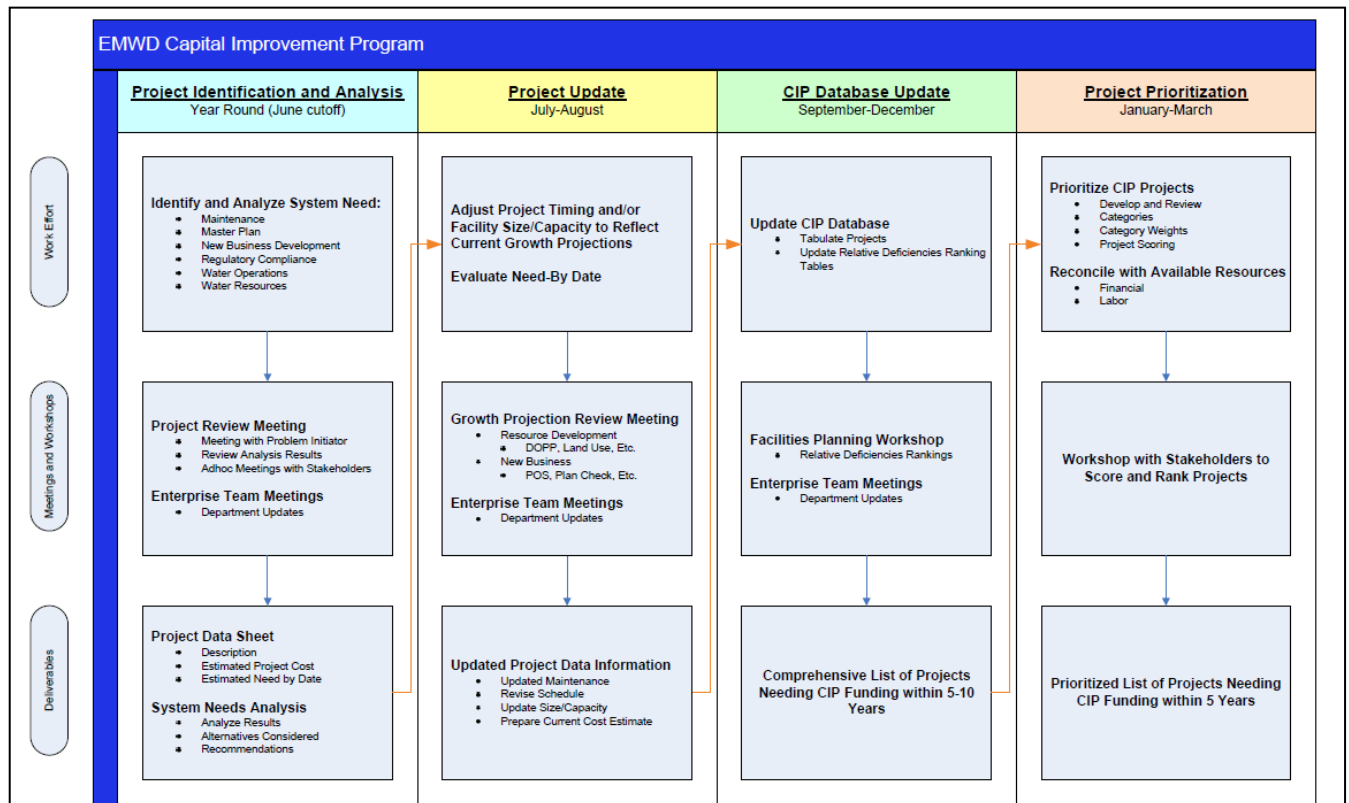 EMWD Capital Improvement Program
Project Identification and Analysis
Year Round (June cutoff)
Project Update
July-August
CIP Database Update
September-December
Project Prioritization
January-March
Work Effort
Identify and Analyze System Need:
Maintenance
Master Plan
New Business Development
Regulatory Compliance
Water Operations
Water Resources
Adjust Project Timing and/or
Facility Size/Capacity to Reflect
Current Growth Projections
Evaluate Need-By Date
Update CIP Database
Tabulate Projects
Update Relative Deficiencies Ranking
Tables
Prioritize CIP Projects
Develop and Review
Categories
Category Weights
Project Scoring
Reconcile with Available Resources
Financial
Labor
Meetings and Workshops
Project Review Meeting
Meeting with Problem Initiator
Review Analysis Results
Adhoc Meetings with Stakeholders
Enterprise Team Meetings
Department Updates
Growth Projection Review Meeting
Resource Development
DOPP, Land Use, Etc.
New Business
POS, Plan Check, Etc.
Enterprise Team Meetings
Department Updates
Facilities Planning Workshop
Relative Deficiencies Rankings
Enterprise Team Meetings
Department Updates
Workshop with Stakeholders to
Score and Rank Projects
Deliverables
Project Data Sheet
Description
Estimated Project Cost
Estimated Need by Date
System Needs Analysis
Analyze Results
Alternatives Considered
Recommendations
Updated Project Data Information
Updated Maintenance
Revise Schedule
Update Size/Capacity
Prepare Current Cost Estimate
Comprehensive List of Projects
Needing CIP Funding within 5-10
Years
Prioritized List of Projects Needing
CIP Funding within 5 Years